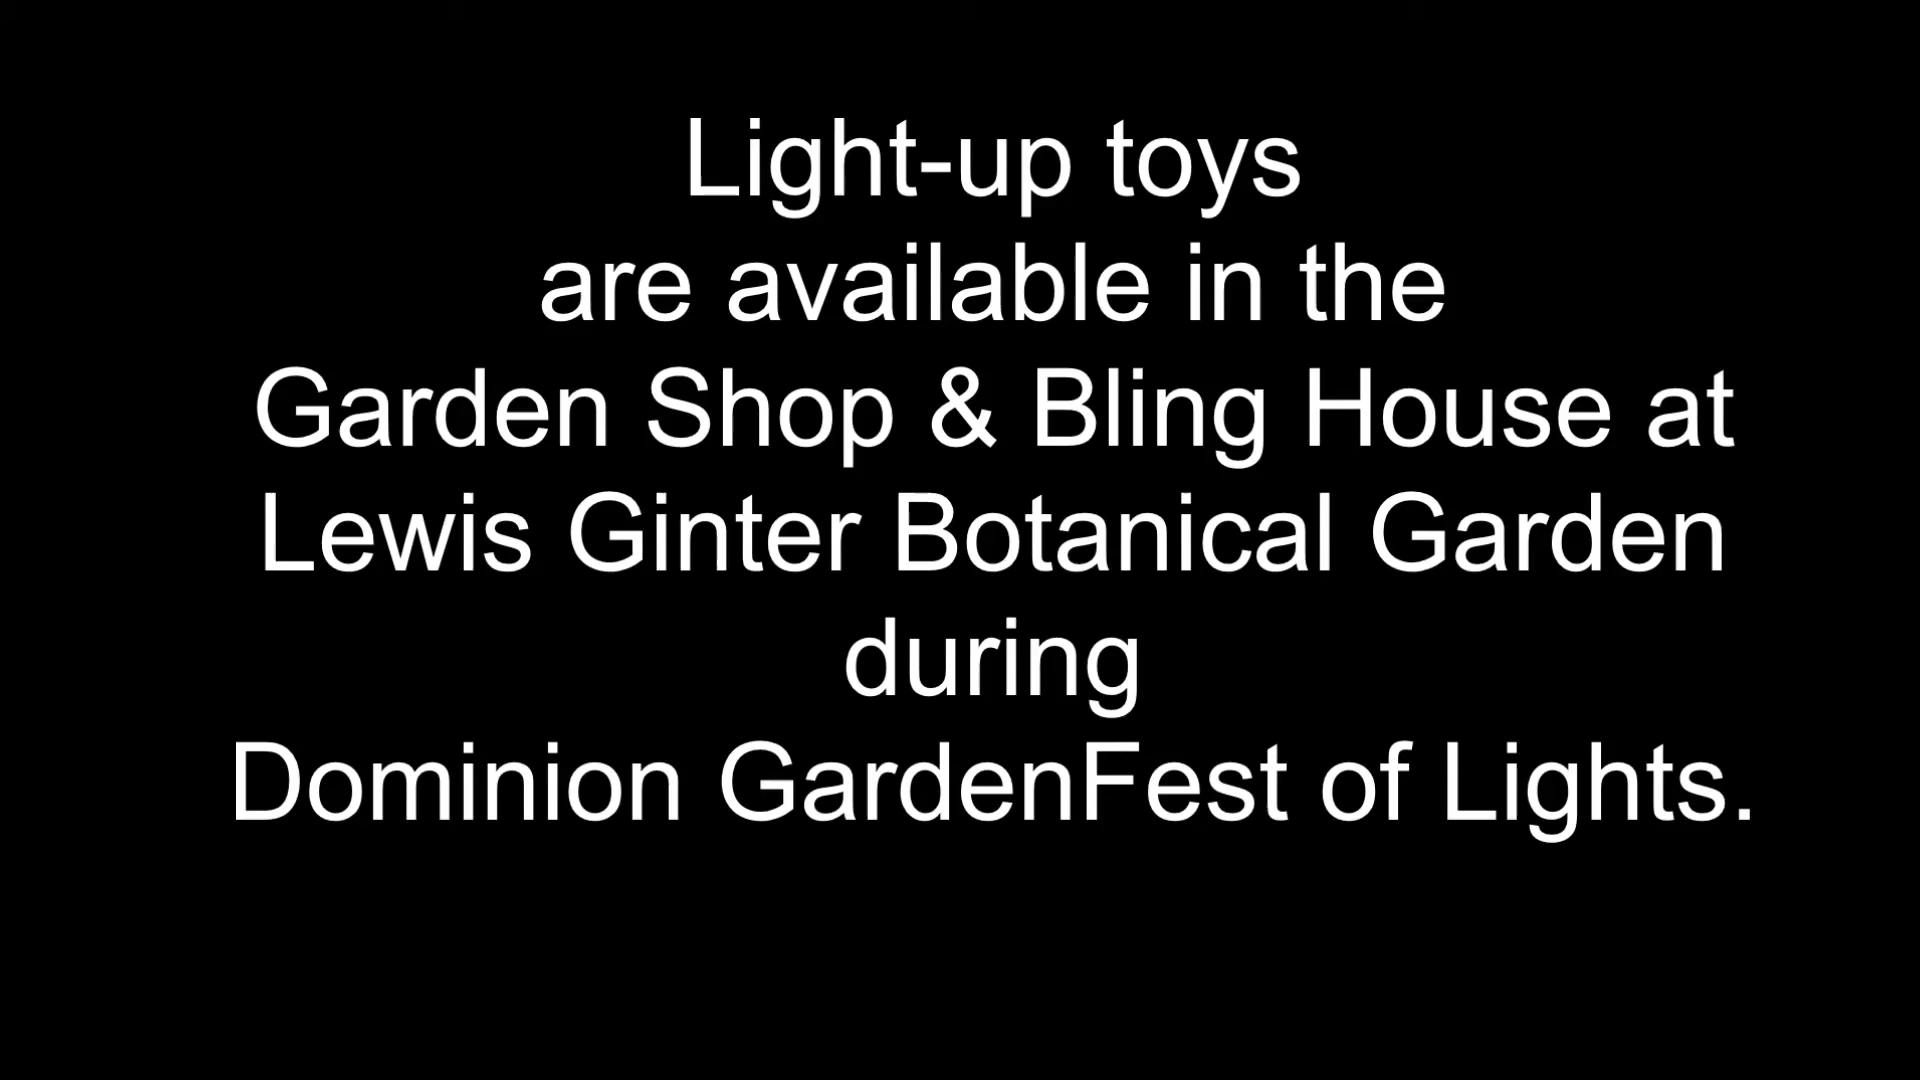 Light-up toys
are available in the
Garden Shop & Bling House at
Lewis Ginter Botanical Garden
during
Dominion GardenFest of Lights.